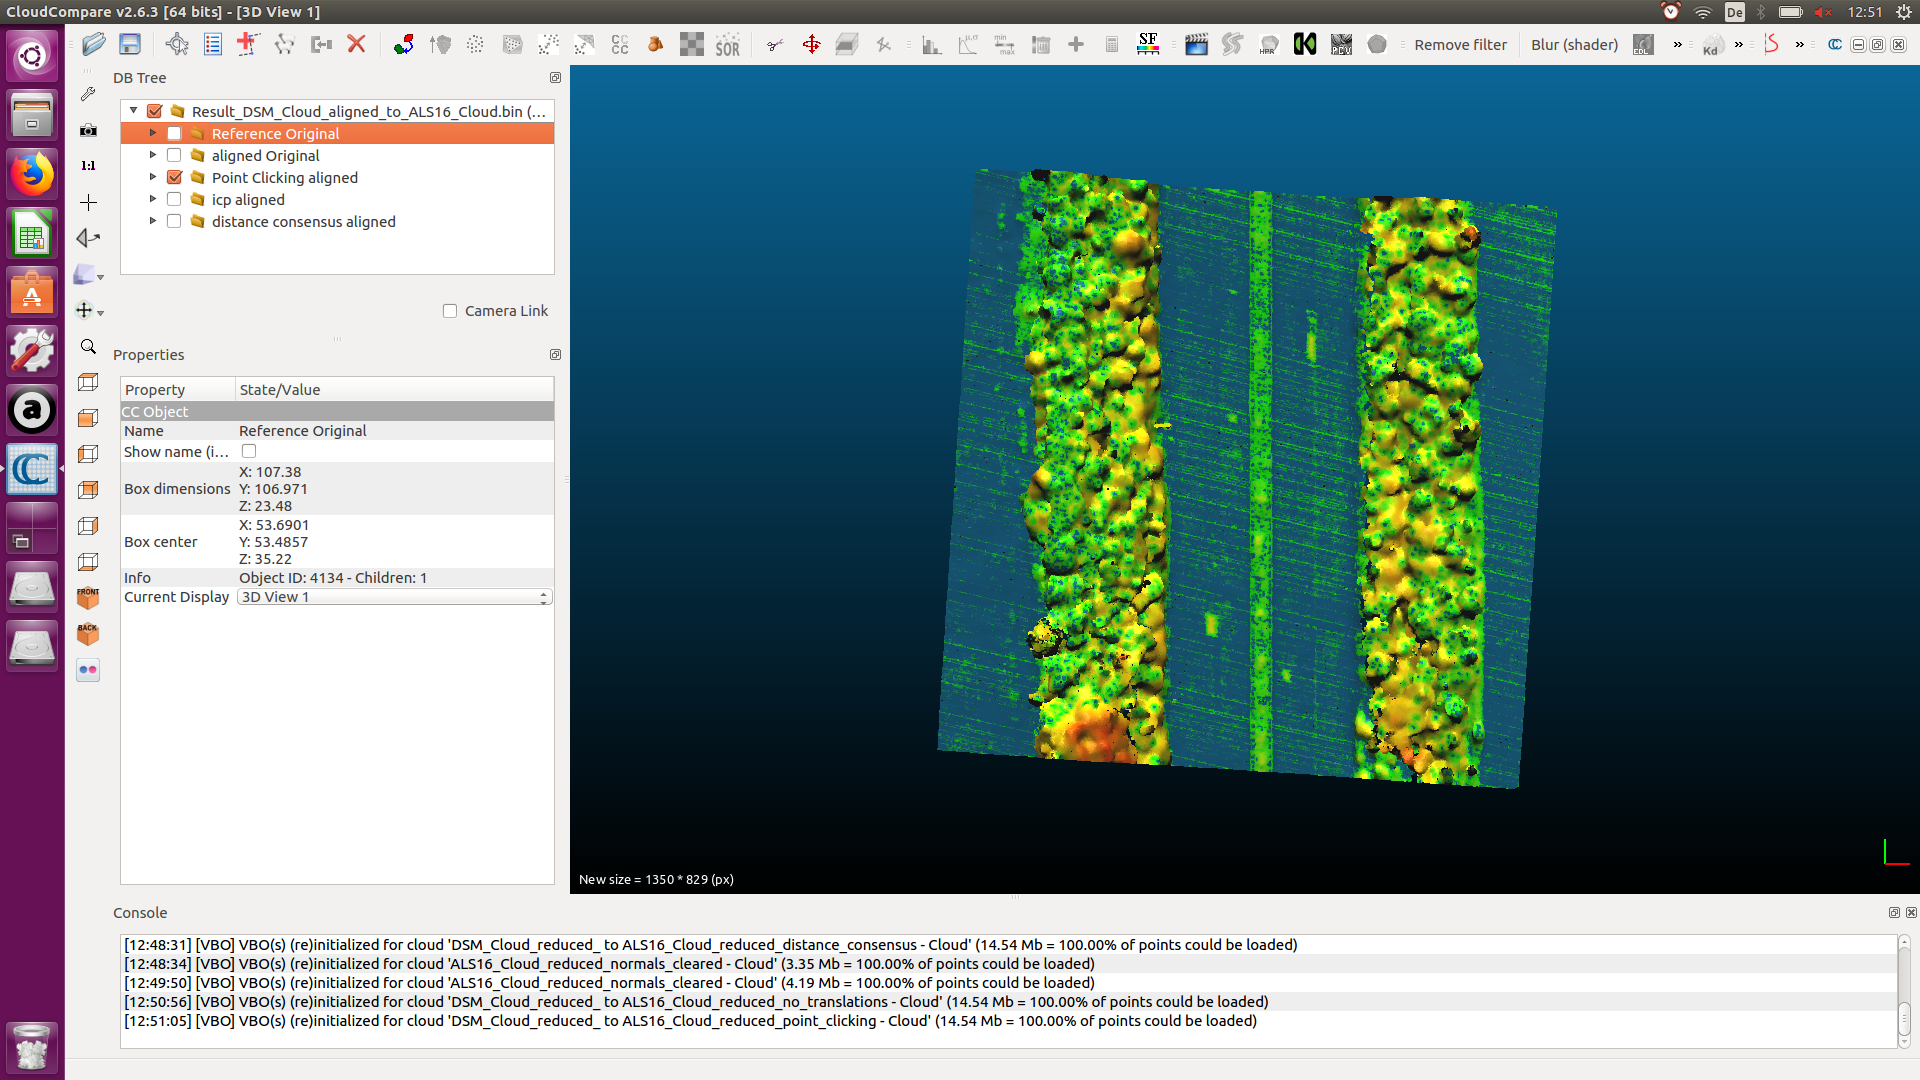 CloudCompare v2.6.3 [64 bits] - [3D View 1]
De
12:51
CCC
SOR
μ,σ
min
max
SF
HPR
PCV
Remove filter
Blur (shader)
EDL
»
Kd
»
»
DB Tree
Result_DSM_Cloud_aligned_to_ALS16_Cloud.bin (...
Reference Original
aligned Original
Point Clicking aligned
icp aligned
distance consensus aligned
1:1
Camera Link
Properties
Property
State/Value
CC Object
Name
Reference Original
Show name (i...
Box dimensions
X: 107.38
Y: 106.971
Z: 23.48
Box center
X: 53.6901
Y: 53.4857
Z: 35.22
Info
Object ID: 4134 - Children: 1
Current Display
3D View 1
FRONT
BACK
New size = 1350 * 829 (px)
Console
[12:48:31] [VBO] VBO(s) (re)initialized for cloud 'DSM_Cloud_reduced_ to ALS16_Cloud_reduced_distance_consensus - Cloud' (14.54 Mb = 100.00% of points could be loaded)
[12:48:34] [VBO] VBO(s) (re)initialized for cloud 'ALS16_Cloud_reduced_normals_cleared - Cloud' (3.35 Mb = 100.00% of points could be loaded)
[12:49:50] [VBO] VBO(s) (re)initialized for cloud 'ALS16_Cloud_reduced_normals_cleared - Cloud' (4.19 Mb = 100.00% of points could be loaded)
[12:50:56] [VBO] VBO(s) (re)initialized for cloud 'DSM_Cloud_reduced_ to ALS16_Cloud_reduced_no_translations - Cloud' (14.54 Mb = 100.00% of points could be loaded)
[12:51:05] [VBO] VBO(s) (re)initialized for cloud 'DSM_Cloud_reduced_ to ALS16_Cloud_reduced_point_clicking - Cloud' (14.54 Mb = 100.00% of points could be loaded)